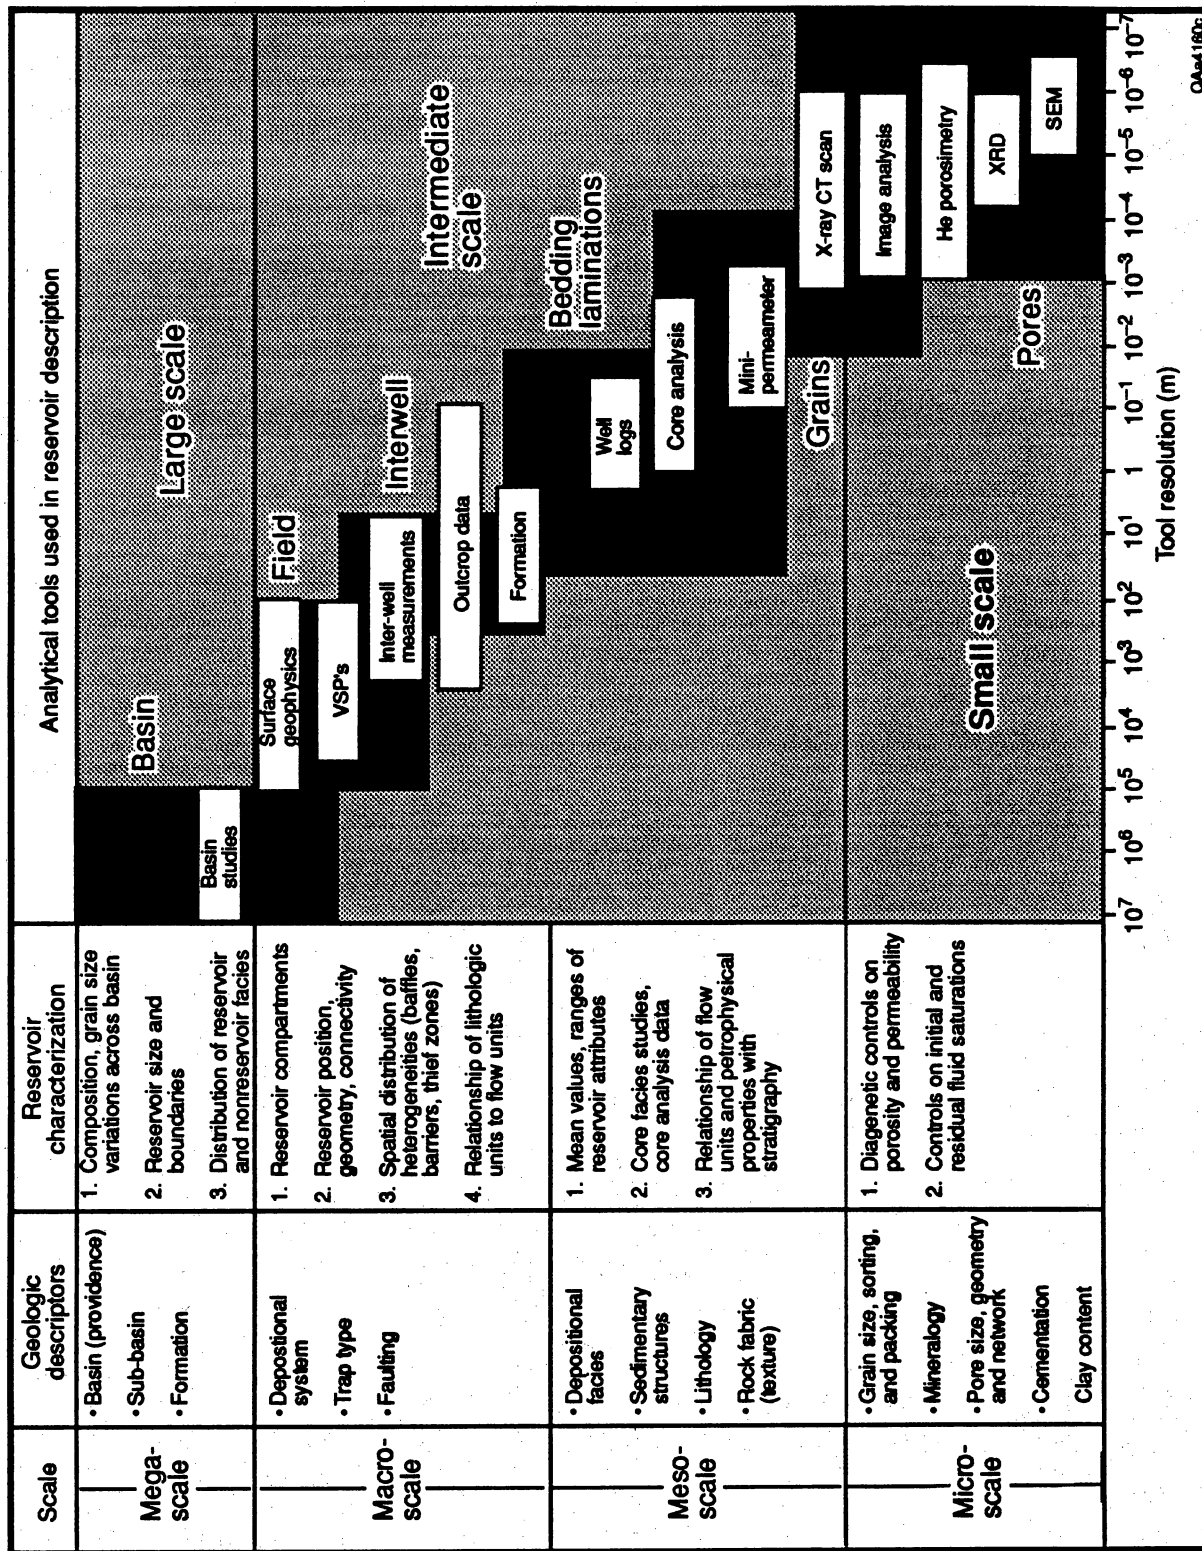 Scale
Geologic
descriptors
Reservoir
characterization
Analytical tools used in reservoir description
Mega-
scale
• Basin (providence)
• Sub-basin
• Formation
1. Composition, grain size
variations across basin
2. Reservoir size and
boundaries
3. Distribution of reservoir
and nonreservoir facies
Basin
studies
Basin
Large scale
Macro-
scale
• Depositional
system
• Trap type
• Faulting
1. Reservoir compartments
2. Reservoir position,
geometry, connectivity
3. Spatial distribution of
heterogeneities (baffles,
barriers, thief zones)
4. Relationship of lithologic
units to flow units
Surface
geophysics
Field
VSP's
Inter-well
measurements
Interwell
Outcrop data
Formation
Intermediate
scale
Meso-
scale
• Depositional
facies
• Sedimentary
structures
• Lithology
• Rock fabric
(texture)
1. Mean values, ranges of
reservoir attributes
2. Core facies studies,
core analysis data
3. Relationship of flow
units and petrophysical
properties with
stratigraphy
Bedding
laminations
Well
logs
Core analysis
Mini-
permeameter
Grains
X-ray CT scan
Micro-
scale
• Grain size, sorting,
and packing
• Mineralogy
• Pore size, geometry
and network
• Cementation
Clay content
1. Diagenetic controls on
porosity and permeability
2. Controls on initial and
residual fluid saturations
Image analysis
He porosimetry
XRD
SEM
Small scale
Pores
10⁷ 10⁶ 10⁵ 10⁴ 10³ 10² 10¹ 1 10⁻¹ 10⁻² 10⁻³ 10⁻⁴ 10⁻⁵ 10⁻⁶ 10⁻⁷
Tool resolution (m)
QAa4160c